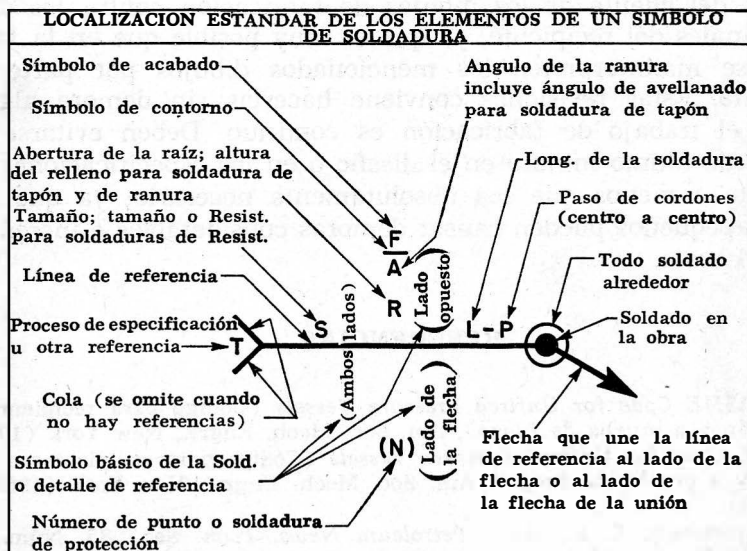 LOCALIZACION ESTANDAR DE LOS ELEMENTOS DE UN SIMBOLO
DE SOLDADURA
Símbolo de acabado
Símbolo de contorno
Abertura de la raíz; altura
del relleno para soldadura de
tapón y de ranura
Tamaño; tamaño o Resist.
para soldaduras de Resist.
Línea de referencia
Proceso de especificación
u otra referencia
Cola (se omite cuando
no hay referencias)
Símbolo básico de la Sold.
o detalle de referencia
Número de punto o soldadura
de protección
Angulo de la ranura
incluye ángulo de avellanado
para soldadura de tapón
Long. de la soldadura
Paso de cordones
(centro a centro)
Todo soldado
alrededor
Soldado en
la obra
Flecha que une la línea
de referencia al lado de la
flecha o al lado de
la flecha de la unión
F
A
R
(Lado
opuesto)
S
L-P
T
(Ambos lados)
(Lado de
la flecha)
(N)